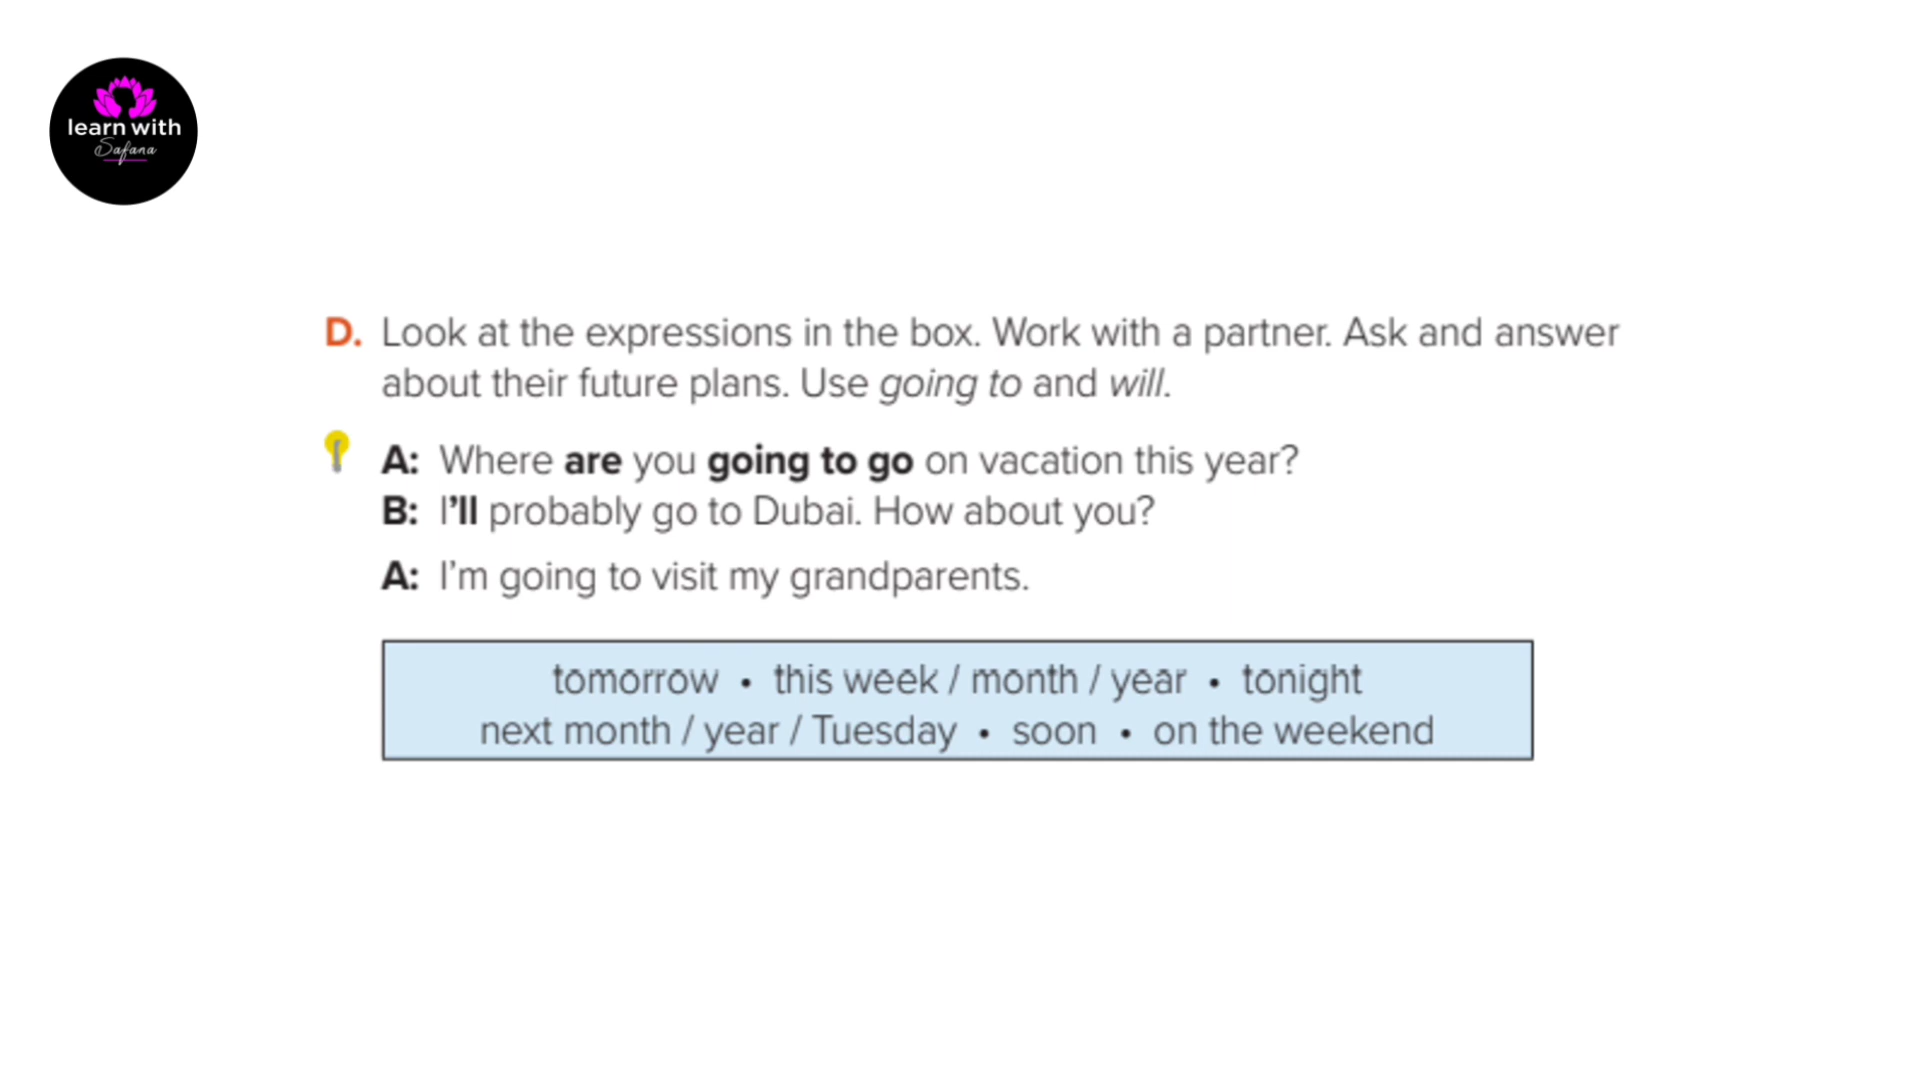 learn with
Safana
D. Look at the expressions in the box. Work with a partner. Ask and answer
about their future plans. Use going to and will.
A: Where are you going to go on vacation this year?
B: I'll probably go to Dubai. How about you?
A: I'm going to visit my grandparents.
tomorrow • this week / month / year • tonight
next month / year / Tuesday • soon • on the weekend